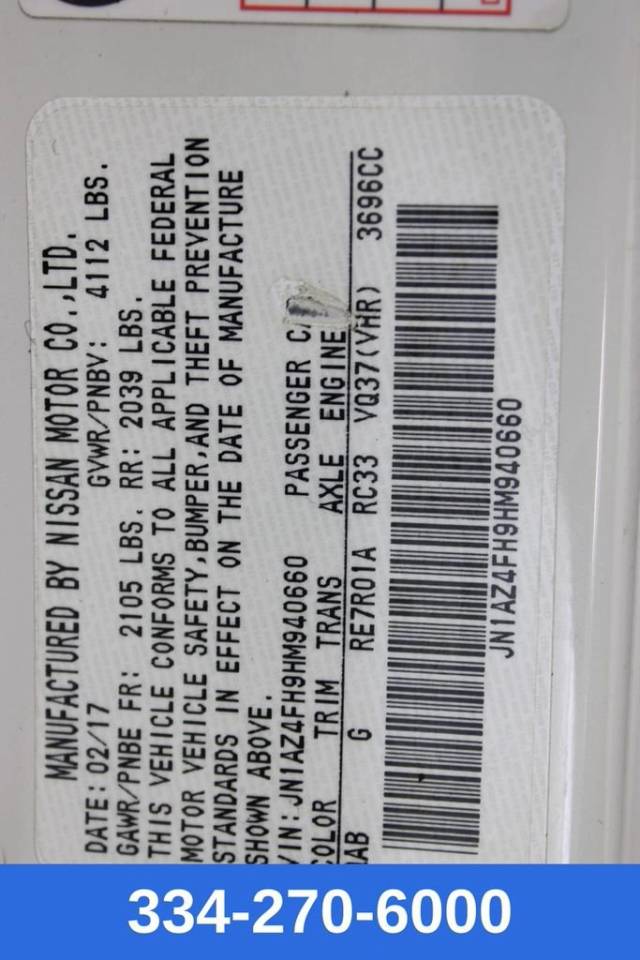 MANUFACTURED BY NISSAN MOTOR CO.,LTD.
DATE: 02/17 GVWR/PNBV: 4112 LBS.
GAWR/PNBE FR: 2105 LBS. RR: 2039 LBS.
THIS VEHICLE CONFORMS TO ALL APPLICABLE FEDERAL
MOTOR VEHICLE SAFETY,BUMPER,AND THEFT PREVENTION
STANDARDS IN EFFECT ON THE DATE OF MANUFACTURE
SHOWN ABOVE.
VIN:JN1AZ4FH9HM940660 PASSENGER
COLOR TRIM TRANS AXLE ENGINE
G RE7R01A RC33 VQ37(VHR) 3696CC
JN1AZ4FH9HM940660
334-270-6000